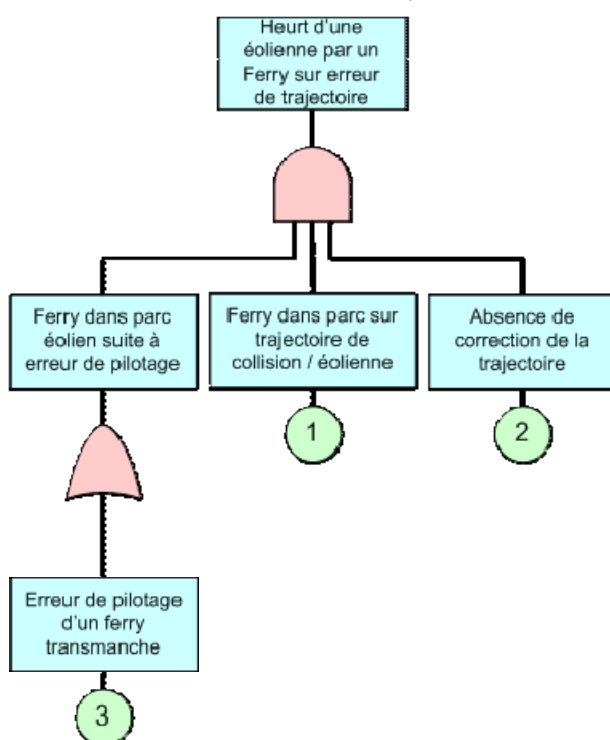 Heurt d'une
éolienne par un
Ferry sur erreur
de trajectoire
Ferry dans parc
éolien suite à
erreur de pilotage
Ferry dans parc sur
trajectoire de
collision / éolienne
Absence de
correction de la
trajectoire
1
2
Erreur de pilotage
d'un ferry
transmanche
3